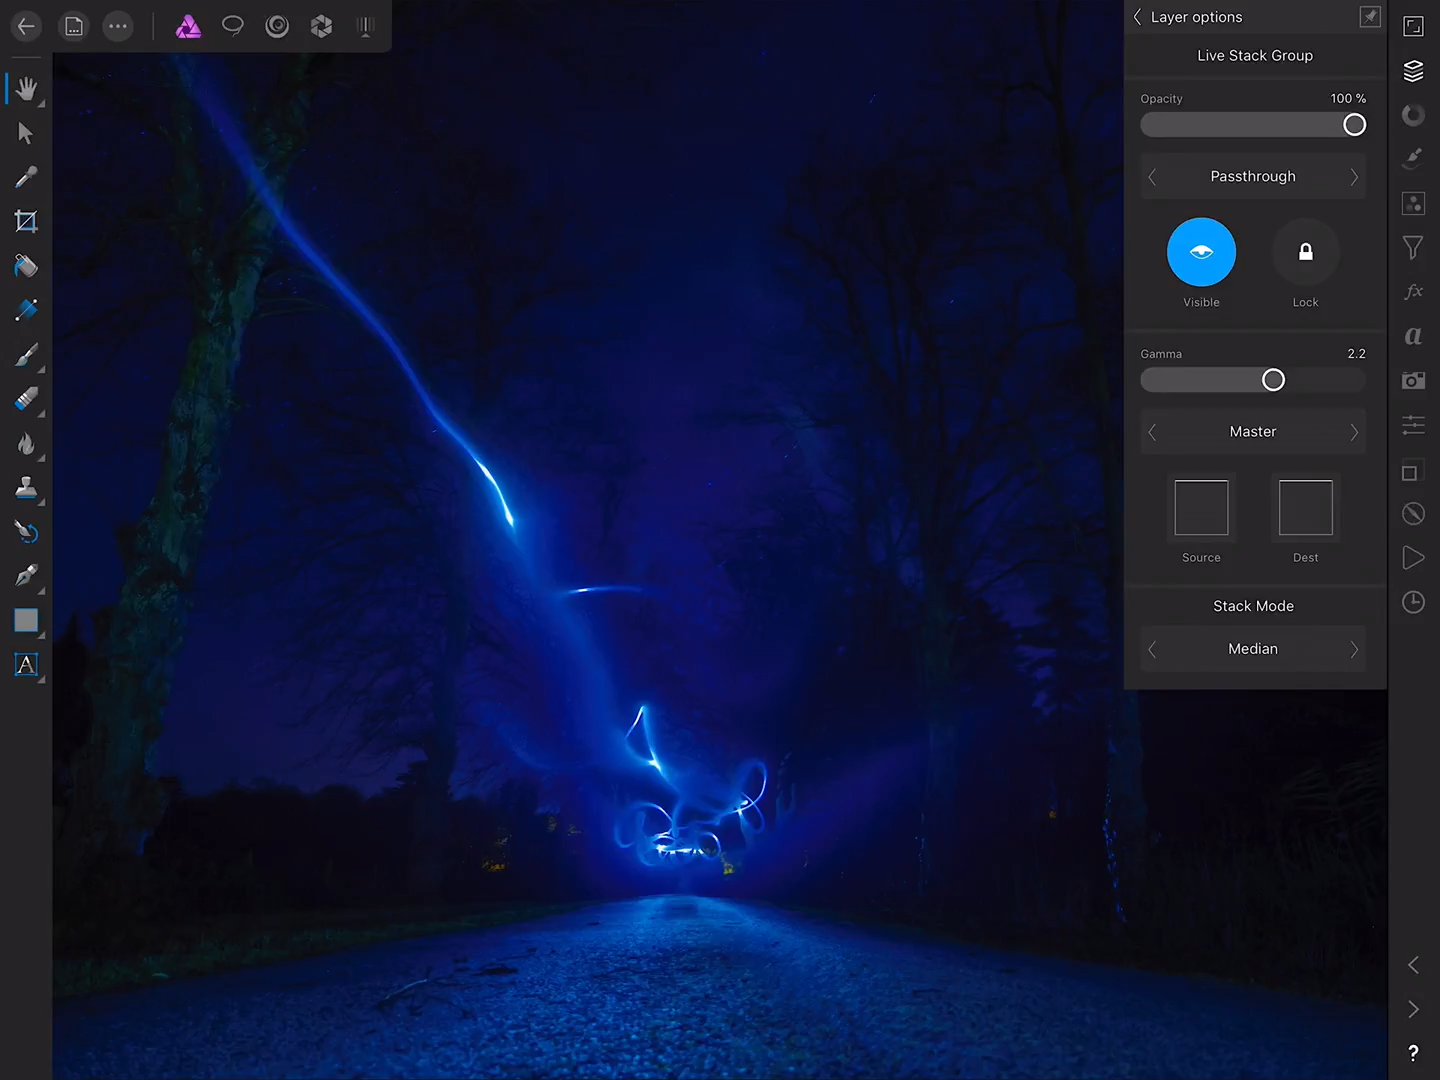 Layer options
Live Stack Group
Opacity 100 %
Passthrough
Visible Lock
Gamma 2.2
Master
Source Dest
Stack Mode
Median
fx
a
A
?